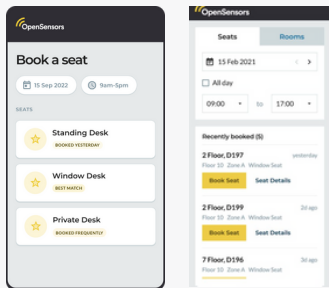 OpenSensors
Book a seat
15 Sep 2022
9am-5pm
SEATS
Standing Desk
BOOKED YESTERDAY
Window Desk
BEST MATCH
Private Desk
BOOKED FREQUENTLY
OpenSensors
Seats
Rooms
15 Feb 2021
All day
09:00
to
17:00
Recently booked (5)
2 Floor, D197
yesterday
Floor 10 Zone A Window Seat
Book Seat
Seat Details
2 Floor, D199
2d ago
Floor 10 Zone A Window Seat
Book Seat
Seat Details
7 Floor, D196
3d ago
Floor 10 Zone A Window Seat